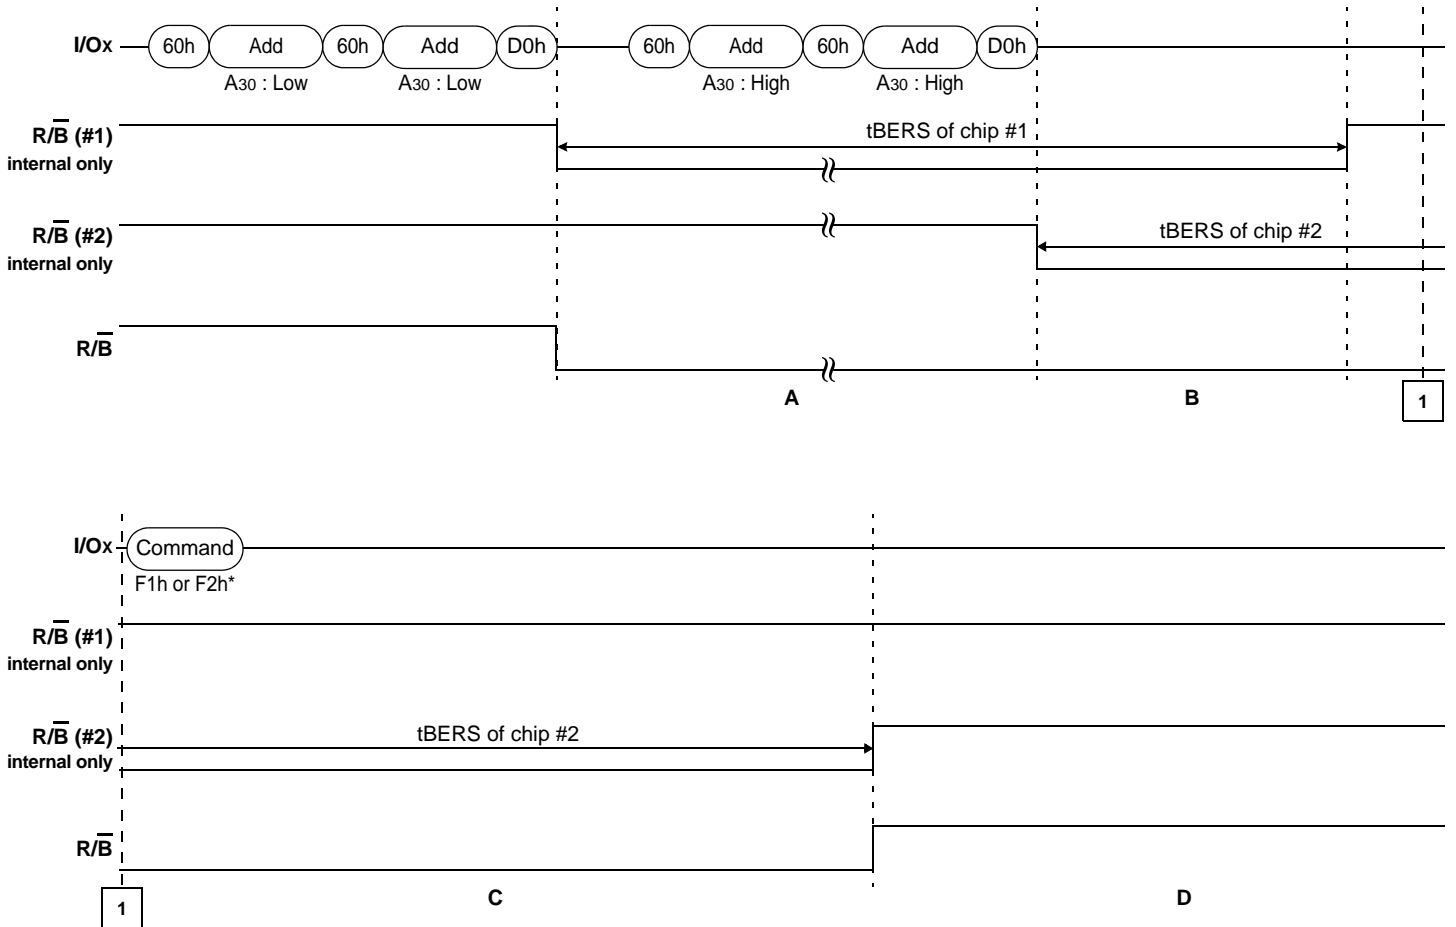 I/Ox 60h Add 60h Add D0h 60h Add 60h Add D0h
A30 : Low A30 : Low A30 : High A30 : High
R/B̅ (#1)
internal only
tBERS of chip #1
R/B̅ (#2)
internal only
tBERS of chip #2
R/B̅
A B 1
I/Ox Command
F1h or F2h*
R/B̅ (#1)
internal only
R/B̅ (#2)
internal only
tBERS of chip #2
R/B̅
1 C D